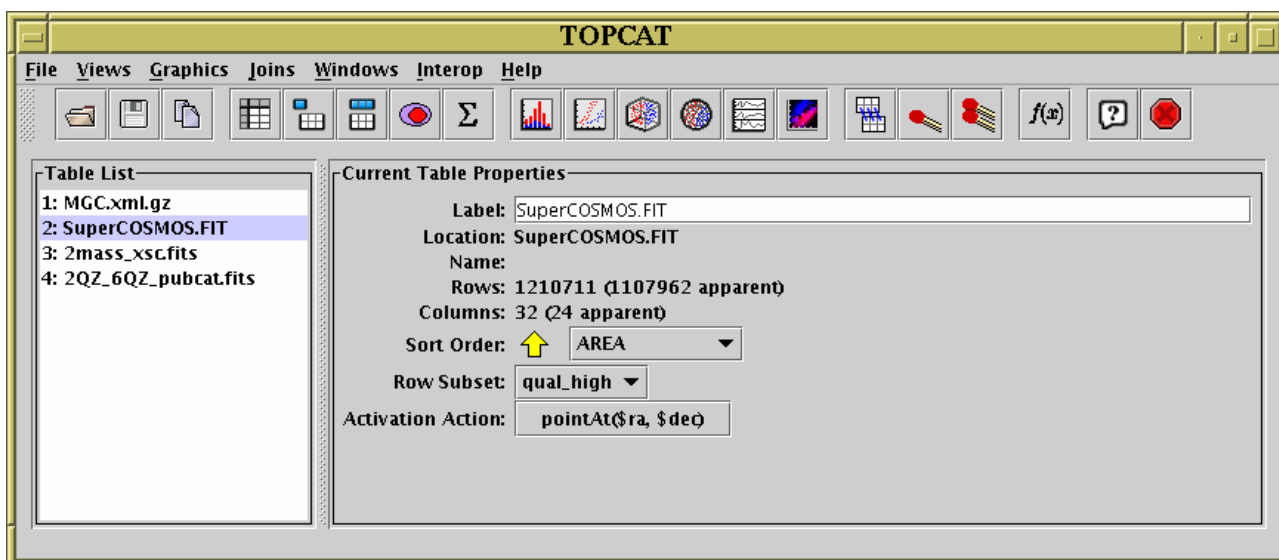 TOPCAT
File Views Graphics Joins Windows Interop Help
Σ f(x) ?
Table List
1: MGC.xml.gz
2: SuperCOSMOS.FIT
3: 2mass_xsc.fits
4: 2QZ_6QZ_pubcat.fits
Current Table Properties
Label: SuperCOSMOS.FIT
Location: SuperCOSMOS.FIT
Name:
Rows: 1210711 (1107962 apparent)
Columns: 32 (24 apparent)
Sort Order: AREA
Row Subset: qual_high
Activation Action: pointAt($ra, $dec)